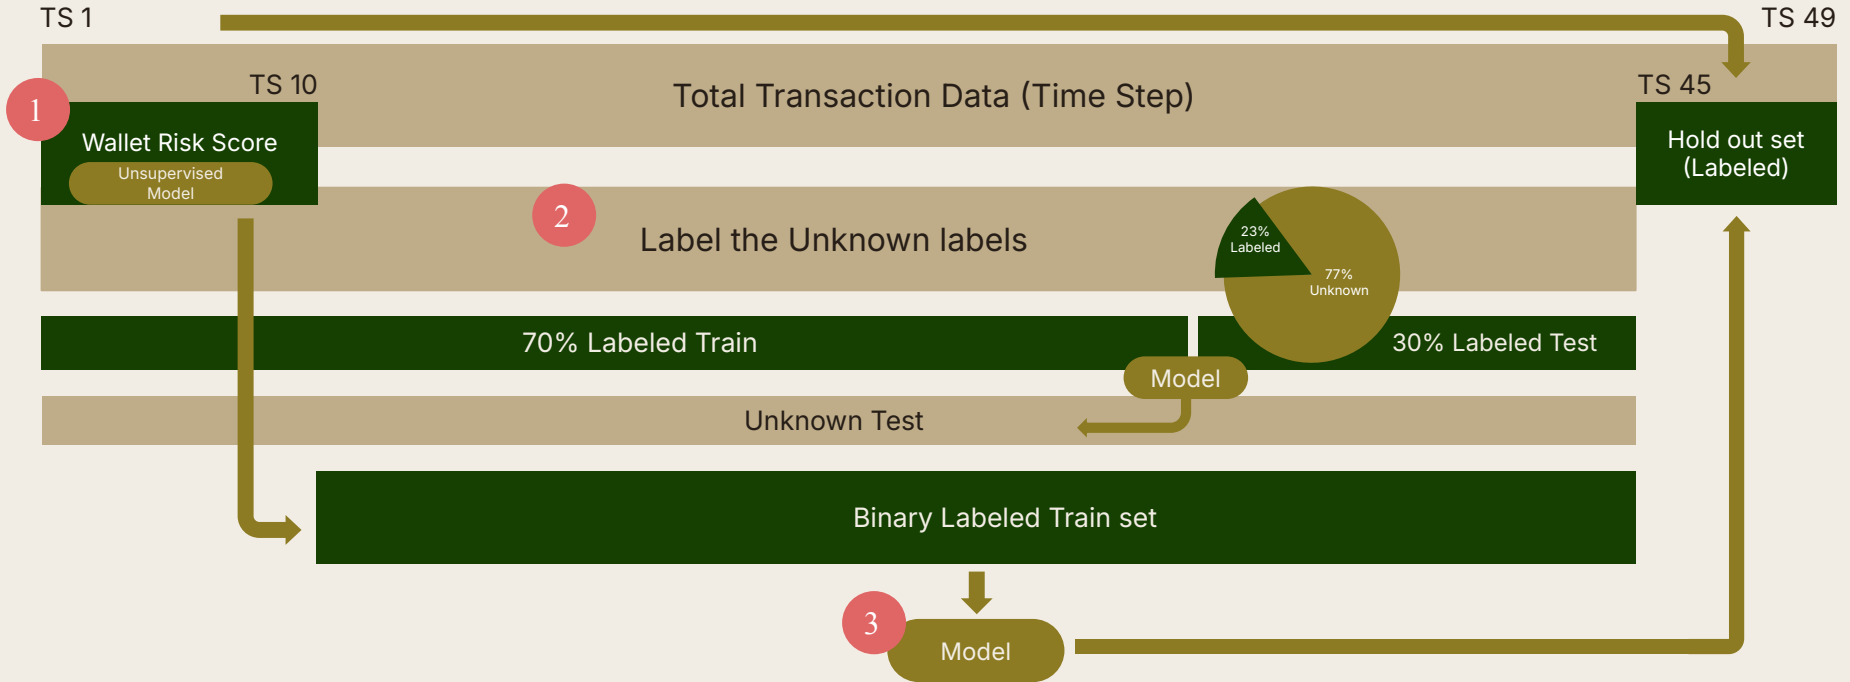 TS 1
TS 49
TS 10
Total Transaction Data (Time Step)
TS 45
1
Wallet Risk Score
Unsupervised
Model
Hold out set
(Labeled)
2
Label the Unknown labels
23%
Labeled
77%
Unknown
70% Labeled Train
30% Labeled Test
Model
Unknown Test
Binary Labeled Train set
3
Model